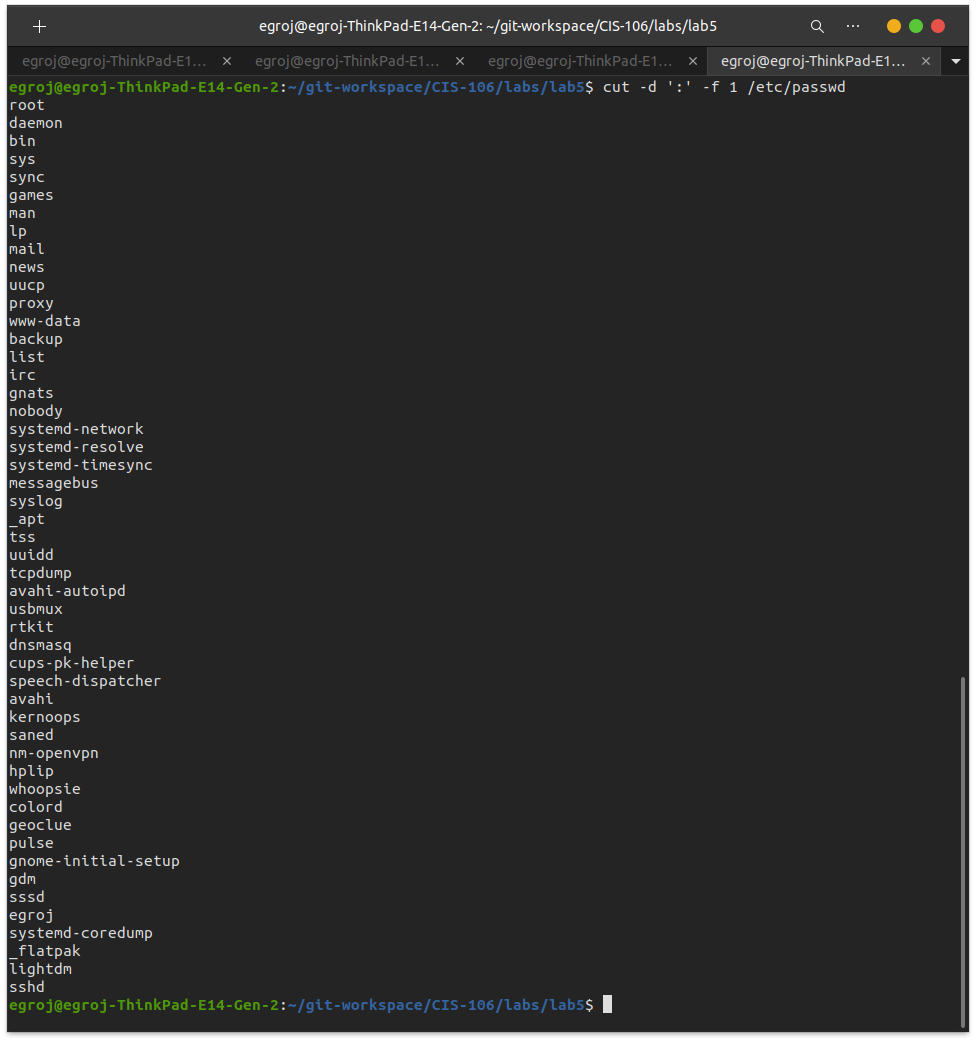 egroj@egroj-ThinkPad-E14-Gen-2: ~/git-workspace/CIS-106/labs/lab5
egroj@egroj-ThinkPad-E1... egroj@egroj-ThinkPad-E1... egroj@egroj-ThinkPad-E1... egroj@egroj-ThinkPad-E1...
egroj@egroj-ThinkPad-E14-Gen-2:~/git-workspace/CIS-106/labs/lab5$ cut -d ':' -f 1 /etc/passwd
root
daemon
bin
sys
sync
games
man
lp
mail
news
uucp
proxy
www-data
backup
list
irc
gnats
nobody
systemd-network
systemd-resolve
systemd-timesync
messagebus
syslog
_apt
tss
uuidd
tcpdump
avahi-autoipd
usbmux
rtkit
dnsmasq
cups-pk-helper
speech-dispatcher
avahi
kernoops
saned
nm-openvpn
hplip
whoopsie
colord
geoclue
pulse
gnome-initial-setup
gdm
sssd
egroj
systemd-coredump
_flatpak
lightdm
sshd
egroj@egroj-ThinkPad-E14-Gen-2:~/git-workspace/CIS-106/labs/lab5$